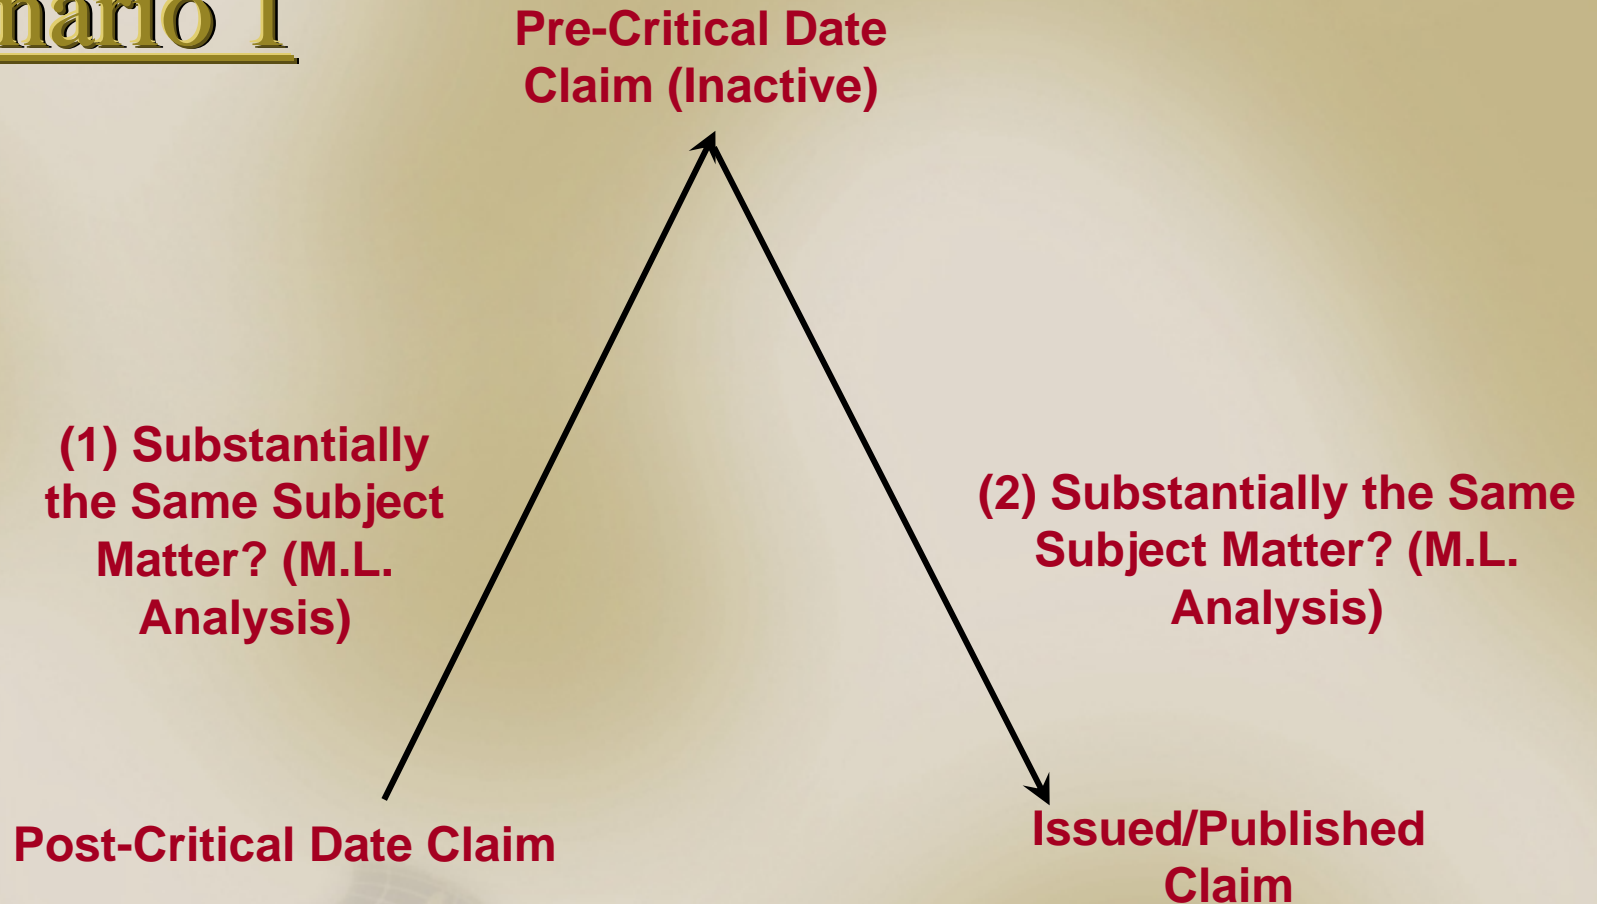 1
Pre-Critical Date
Claim (Inactive)
(1) Substantially
the Same Subject
Matter? (M.L.
Analysis)
(2) Substantially the Same
Subject Matter? (M.L.
Analysis)
Post-Critical Date Claim
Issued/Published
Claim